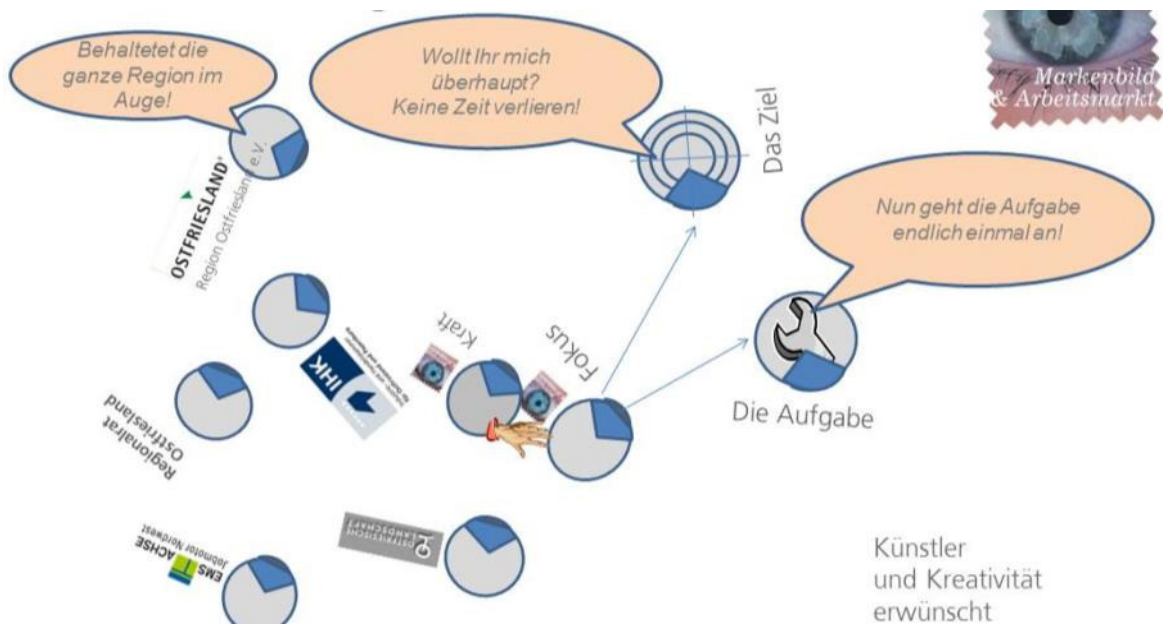 Behaltetet die
ganze Region im
Auge!
Wollt Ihr mich
überhaupt?
Keine Zeit verlieren!
Markenbild
& Arbeitsmarkt
Das Ziel
Nun geht die Aufgabe
endlich einmal an!
OSTFRIESLAND
Region Ostfriesland e.V.
Kraft
Fokus
IHK
Die Aufgabe
Regionalrat
Ostfriesland
OSTFRIESISCHE
LANDSCHAFT
EMS
ACHSE
Jobmotor Nordwest
Künstler
und Kreativität
erwünscht